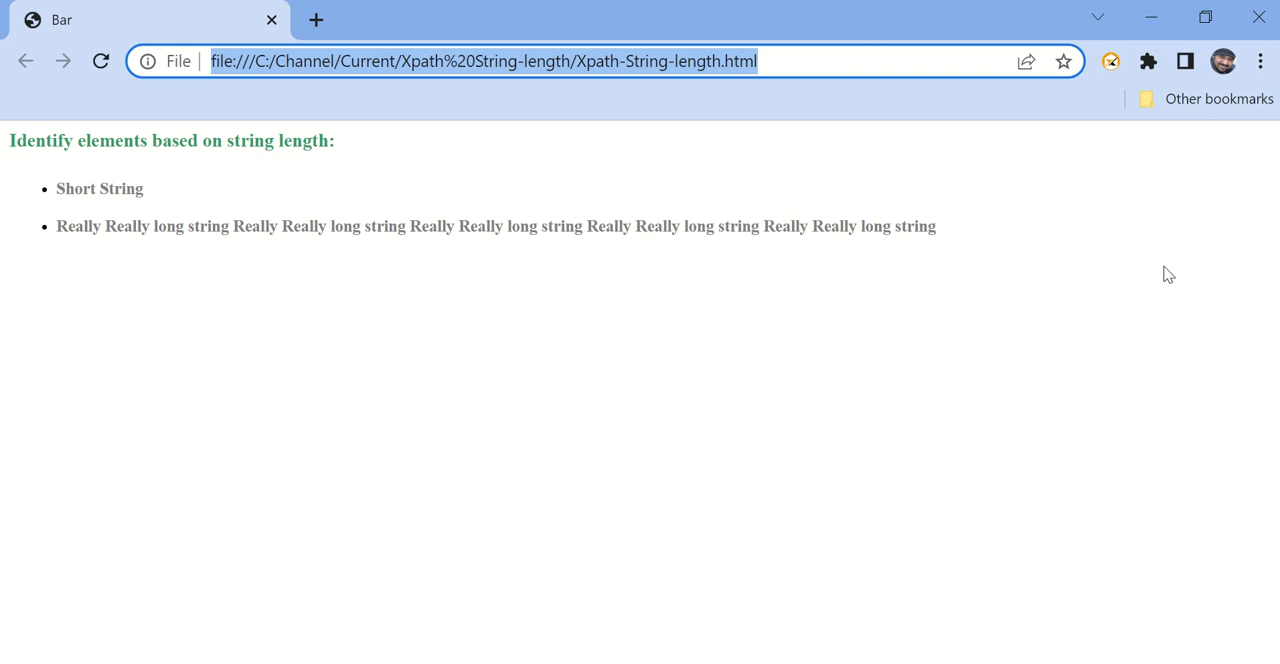 Bar
File
file:///C:/Channel/Current/Xpath%20String-length/Xpath-String-length.html
Other bookmarks
Identify elements based on string length:
Short String
Really Really long string Really Really long string Really Really long string Really Really long string Really Really long string